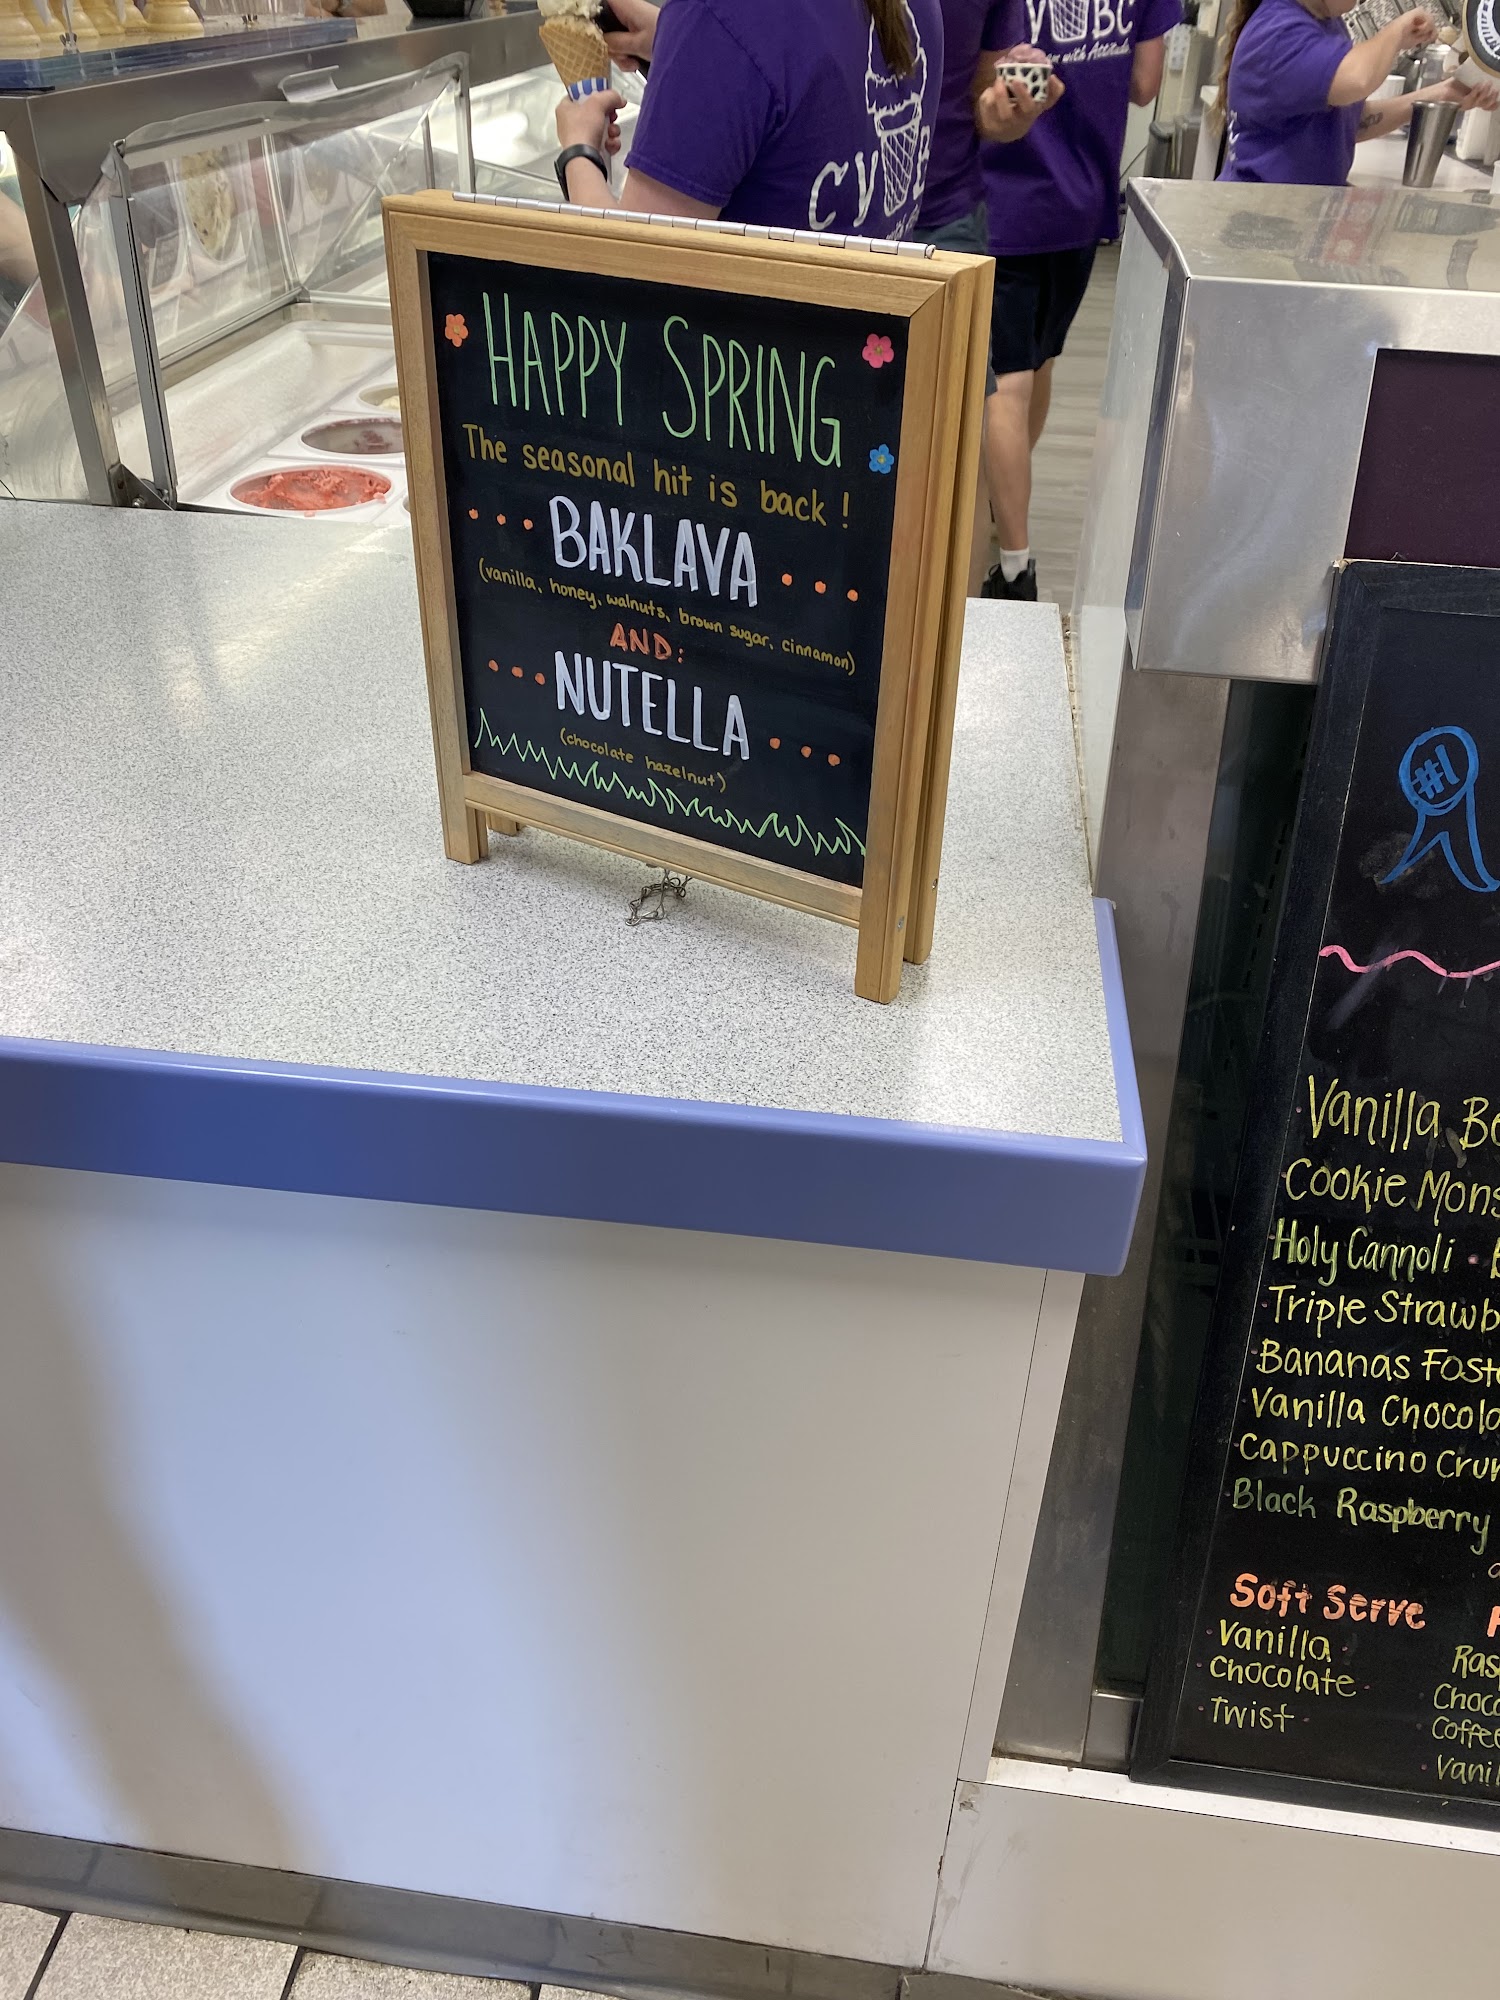 HAPPY SPRING
The seasonal hit is back!
BAKLAVA
(vanilla, honey, walnuts, brown sugar, cinnamon)
AND:
NUTELLA
(chocolate hazelnut)
#1
Vanilla
Cookie
Holy Cannoli
Triple
Bananas
Vanilla
Cappuccino
Black Raspberry
Soft Serve
Vanilla
Chocolate
Twist